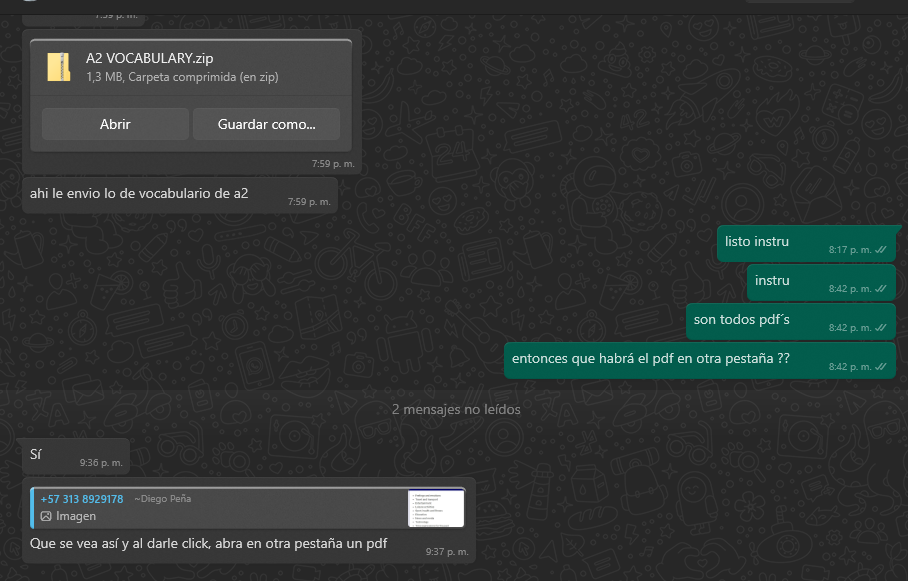 7:59 p. m.
A2 VOCABULARY.zip
1,3 MB, Carpeta comprimida (en zip)
Abrir
Guardar como...
7:59 p. m.
ahi le envio lo de vocabulario de a2
7:59 p. m.
listo instru
8:17 p. m.
instru
8:42 p. m.
son todos pdf´s
8:42 p. m.
entonces que habrá el pdf en otra pestaña ??
8:42 p. m.
2 mensajes no leídos
Sí
9:36 p. m.
+57 313 8929178 ~Diego Peña
Imagen
Que se vea así y al darle click, abra en otra pestaña un pdf
9:37 p. m.